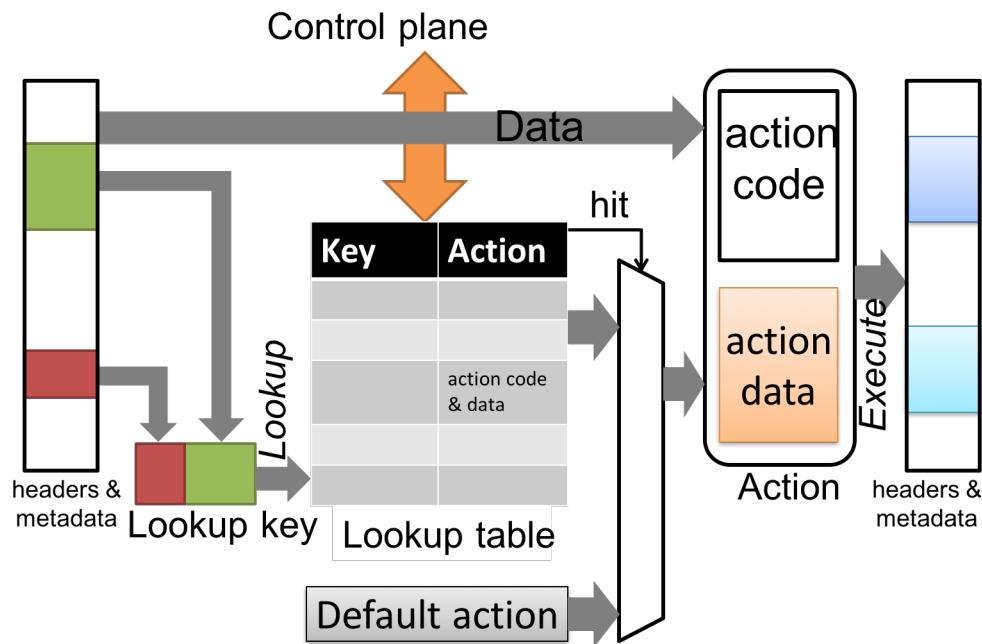 Control plane
Data
action
code
hit
Key Action
action code
& data
Lookup
action
data
Execute
headers &
metadata
Lookup key
Lookup table
Action
headers &
metadata
Default action